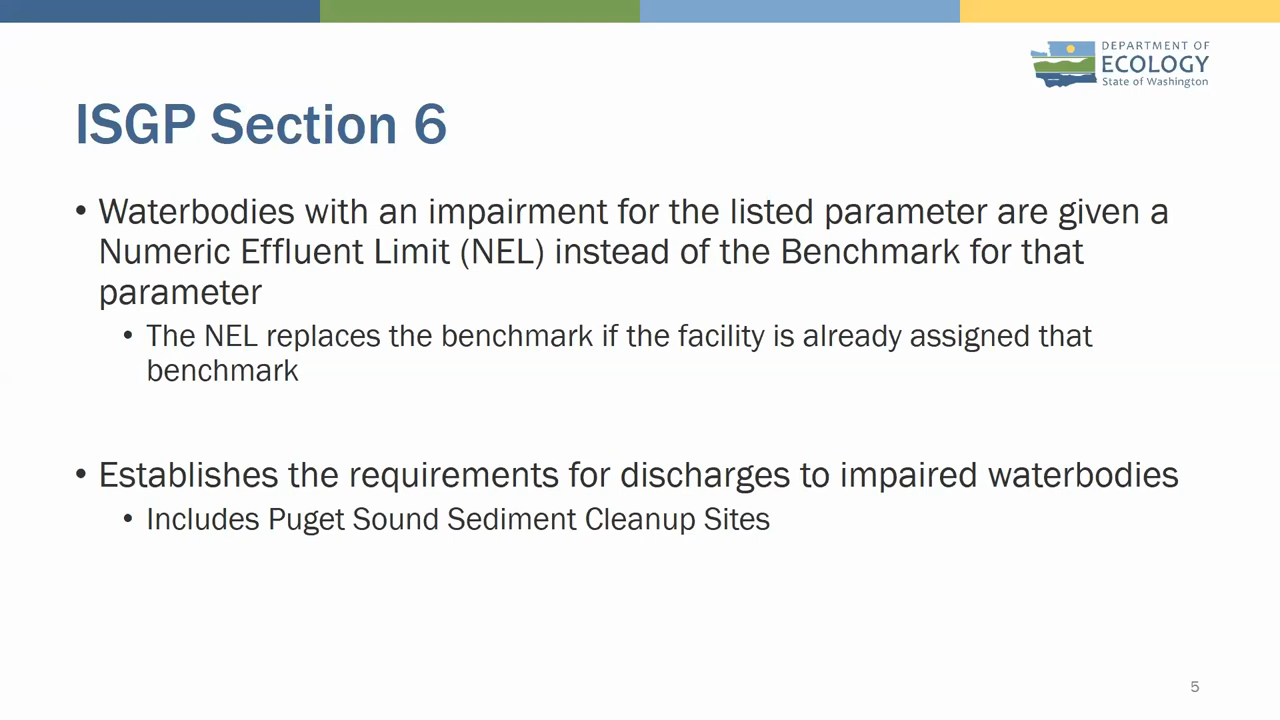 DEPARTMENT OF
ECOLOGY
State of Washington
ISGP Section 6
• Waterbodies with an impairment for the listed parameter are given a
Numeric Effluent Limit (NEL) instead of the Benchmark for that
parameter
• The NEL replaces the benchmark if the facility is already assigned that
benchmark
• Establishes the requirements for discharges to impaired waterbodies
• Includes Puget Sound Sediment Cleanup Sites
5